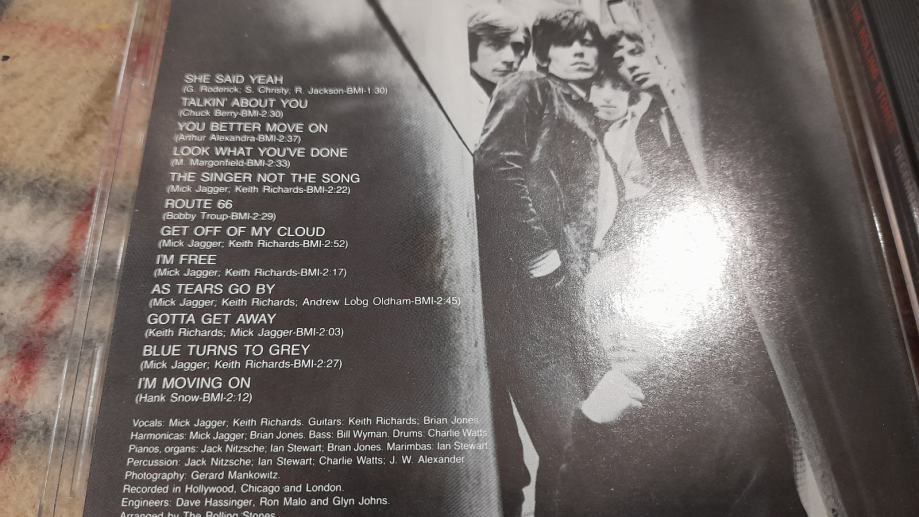 SHE SAID YEAH
(G. Roderick; S. Christy, R. Jackson-BMI-1:30)
TALKIN' ABOUT YOU
(Chuck Berry-BMI-2:30)
YOU BETTER MOVE ON
(Arthur Alexandra-BMI-2:37)
LOOK WHAT YOU'VE DONE
(M. Margonfield-BMI-2:33)
THE SINGER NOT THE SONG
(Mick Jagger; Keith Richards-BMI-2:22)
ROUTE 66
(Bobby Troup-BMI-2:29)
GET OFF OF MY CLOUD
(Mick Jagger; Keith Richards-BMI-2:52)
I'M FREE
(Mick Jagger; Keith Richards-BMI-2:17)
AS TEARS GO BY
(Mick Jagger; Keith Richards; Andrew Lobg Oldham-BMI-2:45)
GOTTA GET AWAY
(Keith Richards; Mick Jagger-BMI-2:03)
BLUE TURNS TO GREY
(Mick Jagger; Keith Richards-BMI-2:27)
I'M MOVING ON
(Hank Snow-BMI-2:12)
Vocals: Mick Jagger; Keith Richards. Guitars: Keith Richards; Brian Jones.
Harmonicas: Mick Jagger; Brian Jones. Bass: Bill Wyman. Drums: Charlie Watts.
Pianos, organs: Jack Nitzsche; Ian Stewart; Brian Jones. Marimbas: Ian Stewart.
Percussion: Jack Nitzsche; Ian Stewart; Charlie Watts; J. W. Alexander
Photography: Gerard Mankowitz.
Recorded in Hollywood, Chicago and London.
Engineers: Dave Hassinger, Ron Malo and Glyn Johns.
Arranged by The Rolling Stones
THE ROLLING STONES